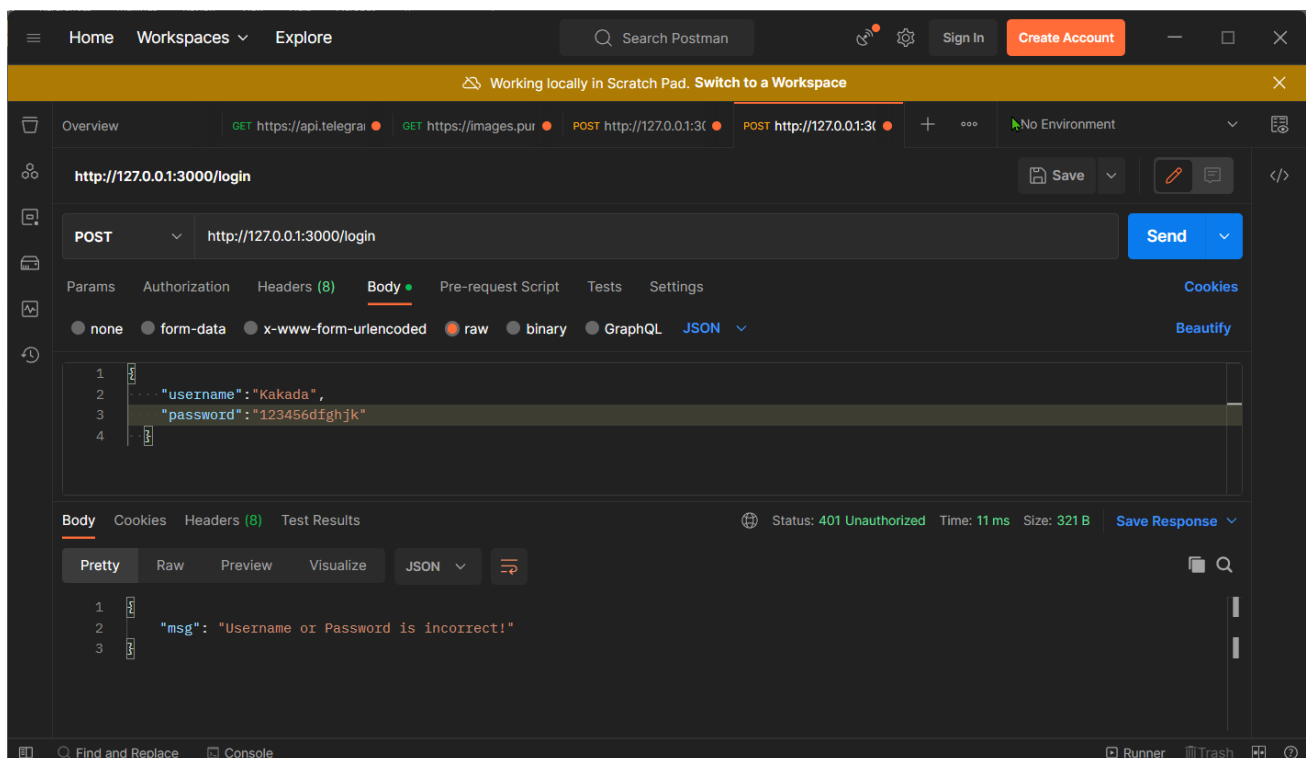 Home Workspaces Explore Search Postman Sign In Create Account
Working locally in Scratch Pad. Switch to a Workspace
Overview GET https://api.telegrar GET https://images.pur POST http://127.0.0.1:3( POST http://127.0.0.1:3( + ooo No Environment
http://127.0.0.1:3000/login Save </>
POST http://127.0.0.1:3000/login Send
Params Authorization Headers (8) Body Pre-request Script Tests Settings Cookies
none form-data x-www-form-urlencoded raw binary GraphQL JSON Beautify
1 {
2 "username":"Kakada",
3 "password":"123456dfghjk"
4 }
Body Cookies Headers (8) Test Results Status: 401 Unauthorized Time: 11 ms Size: 321 B Save Response
Pretty Raw Preview Visualize JSON
1 {
2 "msg": "Username or Password is incorrect!"
3 }
Find and Replace Console Runner Trash